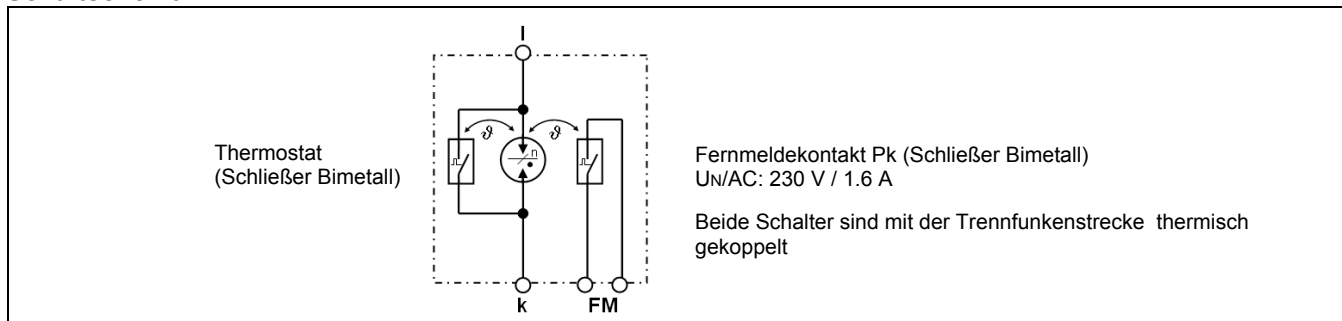 l
Thermostat
(Schließer Bimetall)
ϑ
ϑ
n
Fernmeldekontakt Pk (Schließer Bimetall)
UN/AC: 230 V / 1.6 A
Beide Schalter sind mit der Trennfunkenstrecke thermisch
gekoppelt
k
FM